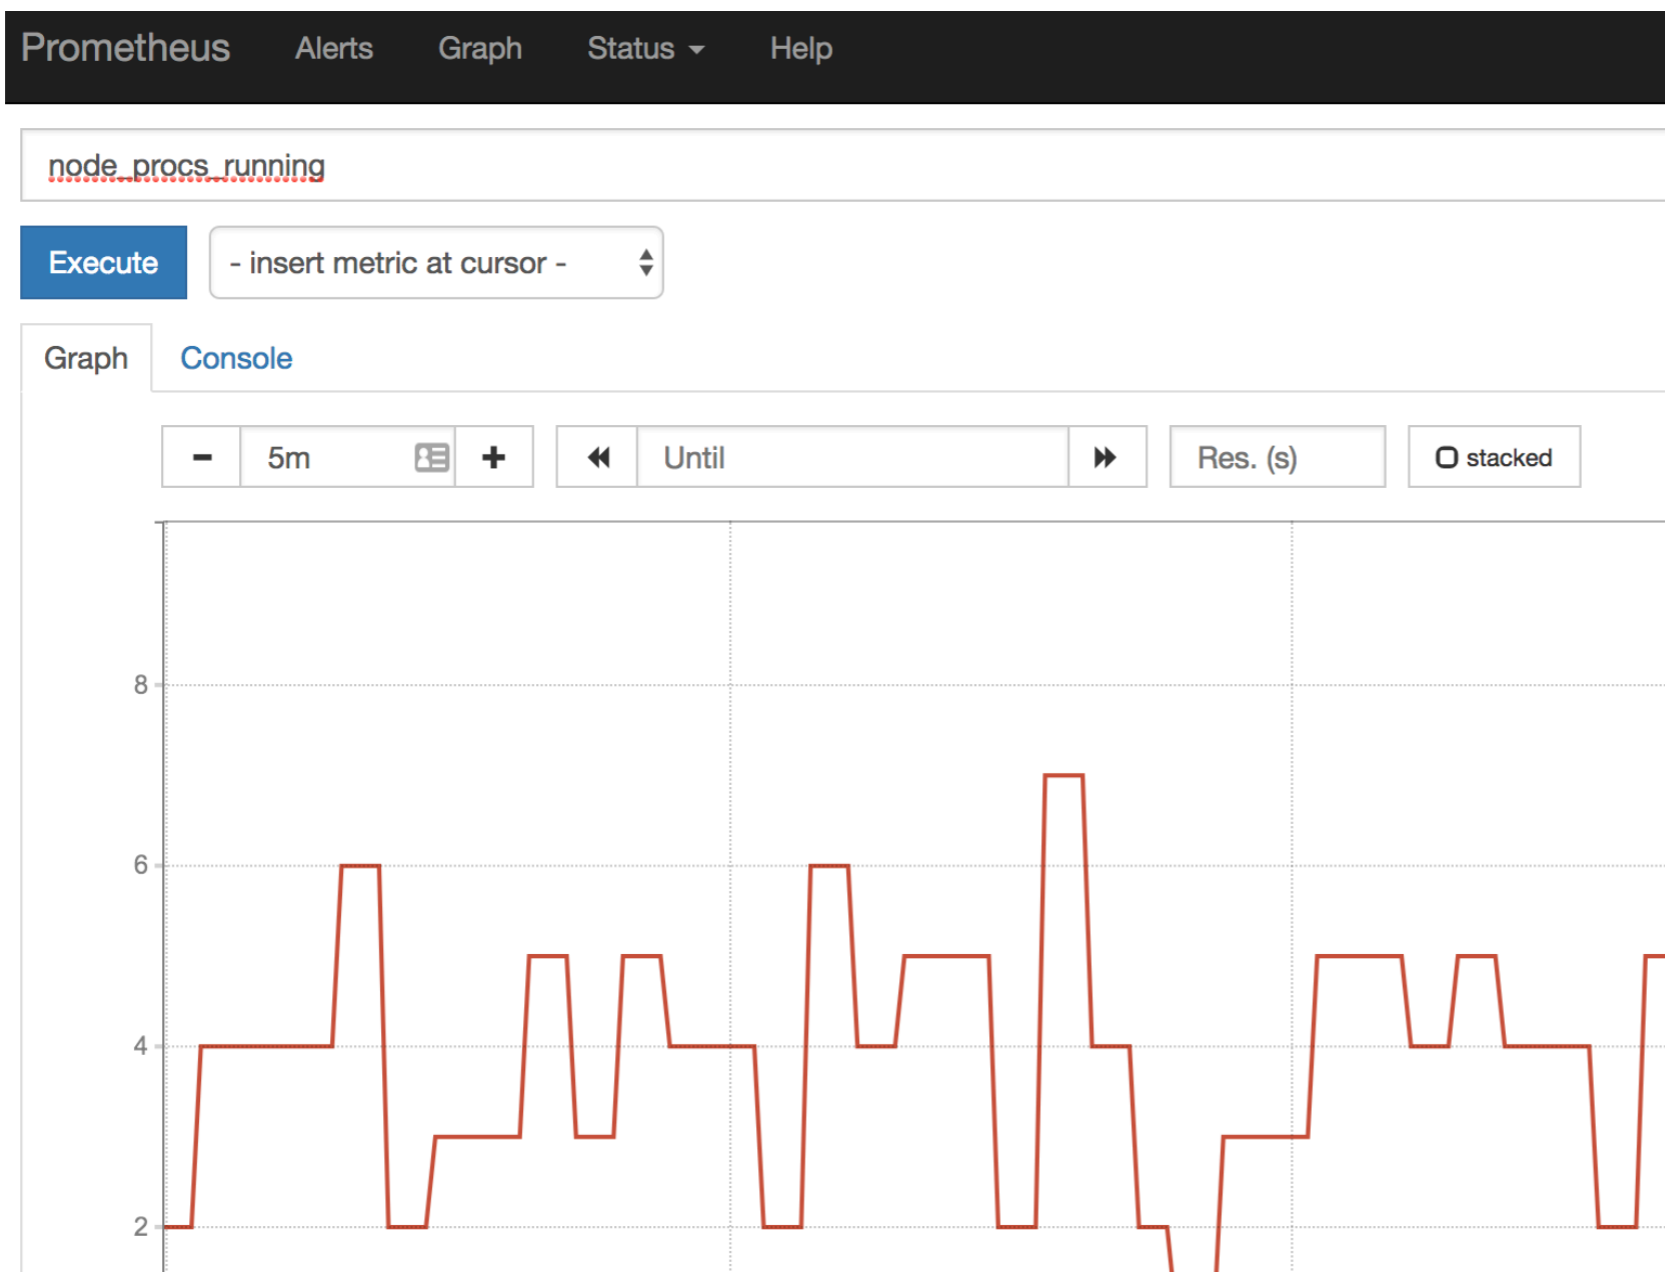 Prometheus Alerts Graph Status Help
node_procs_running
Execute - insert metric at cursor -
Graph Console
5m Until Res. (s) stacked
8
6
4
2